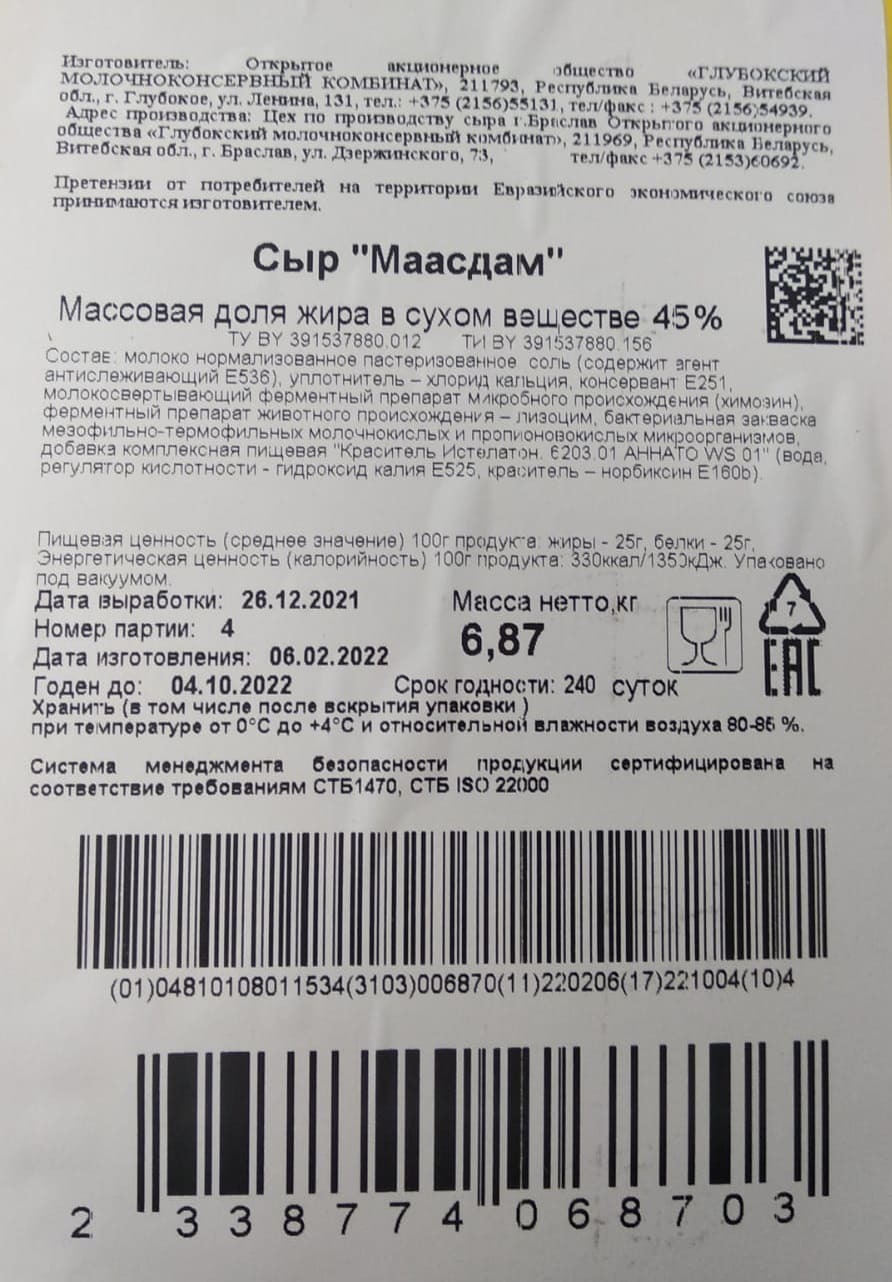 Изготовитель: Открытое акционерное общество «ГЛУБОКСКИЙ
МОЛОЧНОКОНСЕРВНЫЙ КОМБИНАТ», 211793, Республика Беларусь, Витебская
обл., г. Глубокое, ул. Ленина, 131, тел.: +375 (2156)55131, тел/факс : +375 (2156)54939.
Адрес производства: Цех по производству сыра г.Браслав Открытого акционерного
общества «Глубокский молочноконсервный комбинат», 211969, Республика Беларусь,
Витебская обл., г. Браслав, ул. Дзержинского, 73, тел/факс +375 (2153)60692.
Претензии от потребителей на территории Евразийского экономического союза
принимаются изготовителем.
Сыр "Маасдам"
Массовая доля жира в сухом веществе 45%
ТУ BY 391537880.012 ТИ BY 391537880.156
Состав: молоко нормализованное пастеризованное соль (содержит агент
антислеживающий Е536), уплотнитель – хлорид кальция, консервант Е251,
молокосвертывающий ферментный препарат микробного происхождения (химозин),
ферментный препарат животного происхождения – лизоцим, бактериальная закваска
мезофильно-термофильных молочнокислых и пропионовокислых микроорганизмов,
добавка комплексная пищевая "Краситель Истелатон. 6203.01 АННАТО WS 01" (вода,
регулятор кислотности - гидроксид калия Е525, краситель – норбиксин Е160b).
Пищевая ценность (среднее значение) 100г продукта: жиры - 25г, белки - 25г,
Энергетическая ценность (калорийность) 100г продукта: 330ккал/1350кДж. Упаковано
под вакуумом.
Дата выработки: 26.12.2021 Масса нетто,кг
Номер партии: 4 6,87
7
Дата изготовления: 06.02.2022
EAC
Годен до: 04.10.2022 Срок годности: 240 суток
Хранить (в том числе после вскрытия упаковки )
при температуре от 0°С до +4°С и относительной влажности воздуха 80-85 %.
Система менеджмента безопасности продукции сертифицирована на
соответствие требованиям СТБ1470, СТБ ISO 22000
(01)04810108011534(3103)006870(11)220206(17)221004(10)4
2 338774 068703